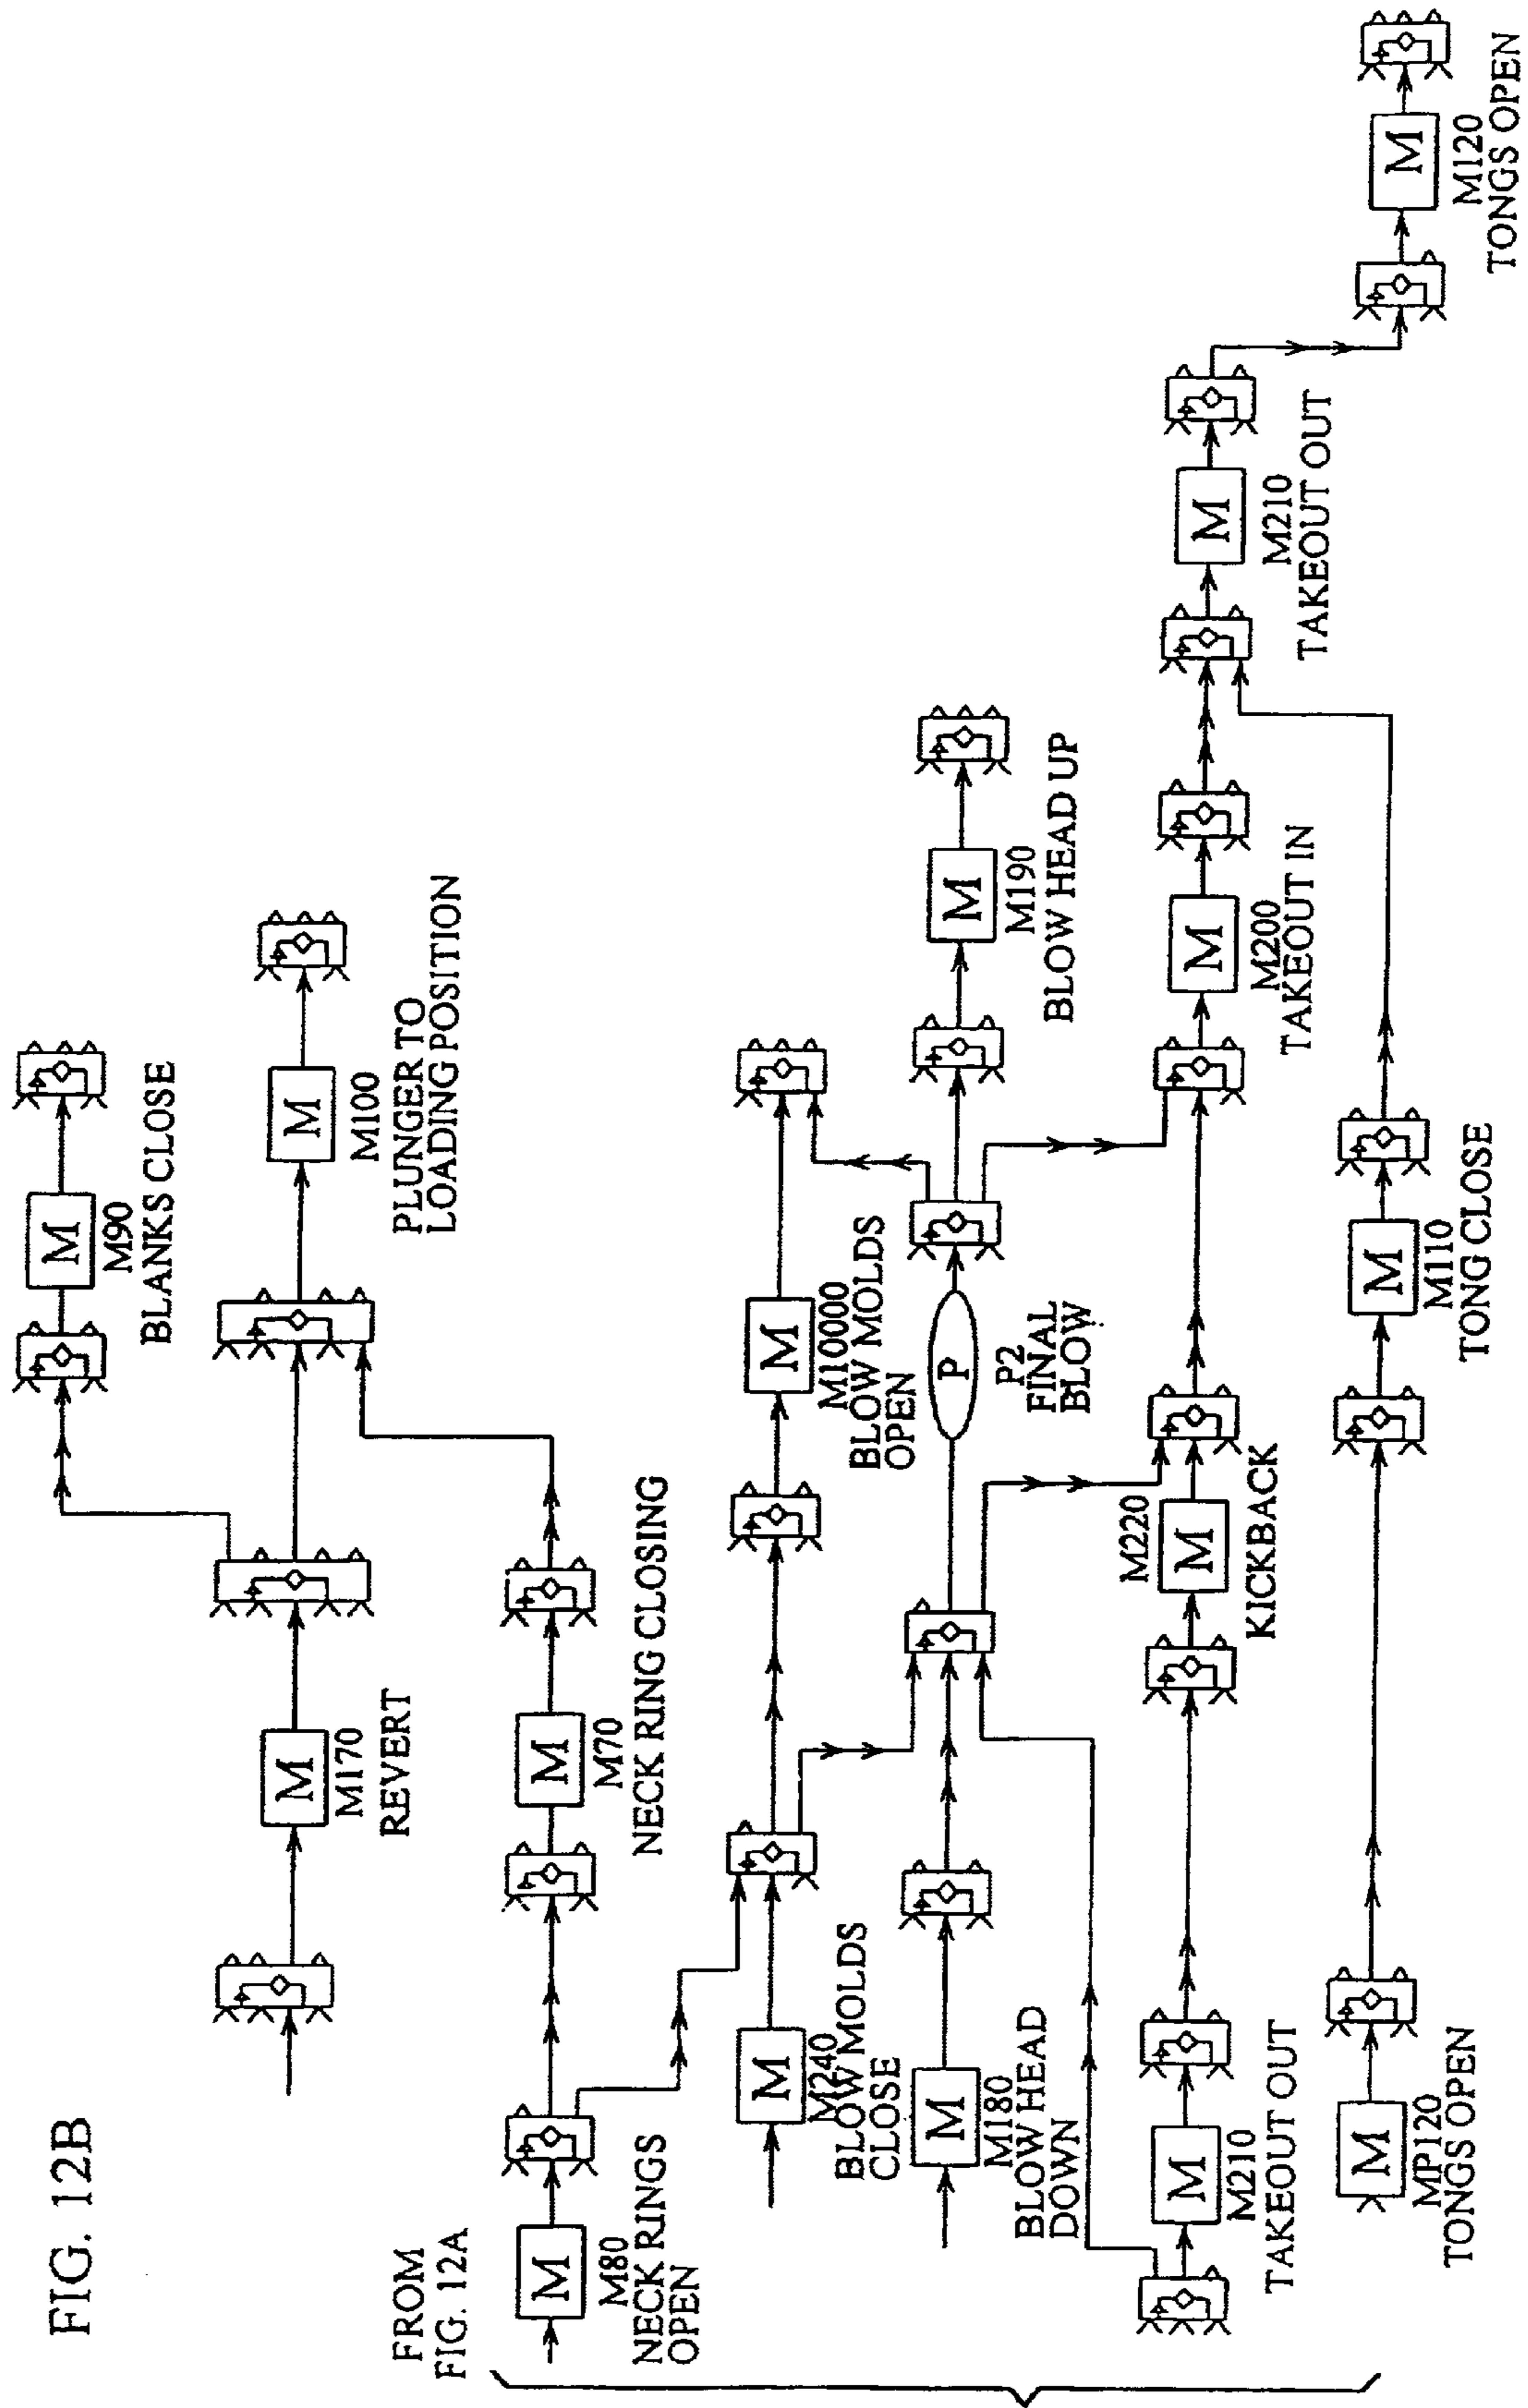 FIG. 12B
FROM
FIG. 12A
M
M170
REVERT
M
M90
BLANKS CLOSE
M
M100
PLUNGER TO
LOADING POSITION
M
M80
NECK RINGS
OPEN
M
M70
NECK RING CLOSING
M
M240
BLOW MOLDS
CLOSE
M
M10000
BLOW MOLDS
OPEN
M
M180
BLOW HEAD
DOWN
P
P2
FINAL
BLOW
M
M190
BLOW HEAD UP
M
M210
TAKEOUT OUT
M220
M
KICKBACK
M
M200
TAKEOUT IN
M
M210
TAKEOUT OUT
M
MP120
TONGS OPEN
M
M110
TONG CLOSE
M
M120
TONGS OPEN